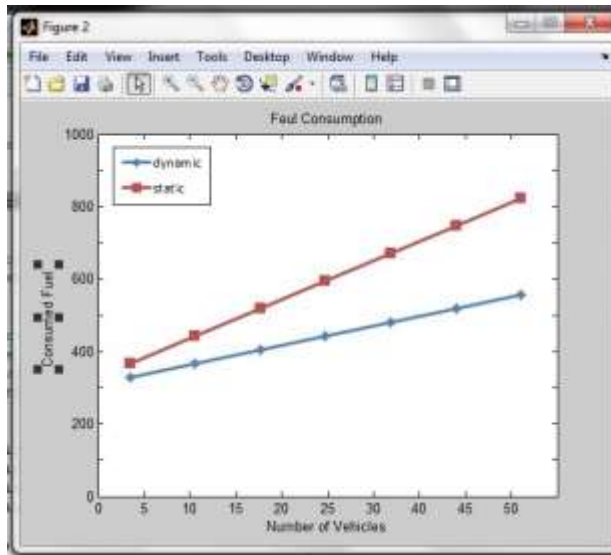 Figure 2
File Edit View Insert Tools Desktop Window Help
Feul Consumption
1000
800
600
400
200
0
dynamic
static
Consumed Fuel
0 5 10 15 20 25 30 35 40 45 50
Number of Vehicles